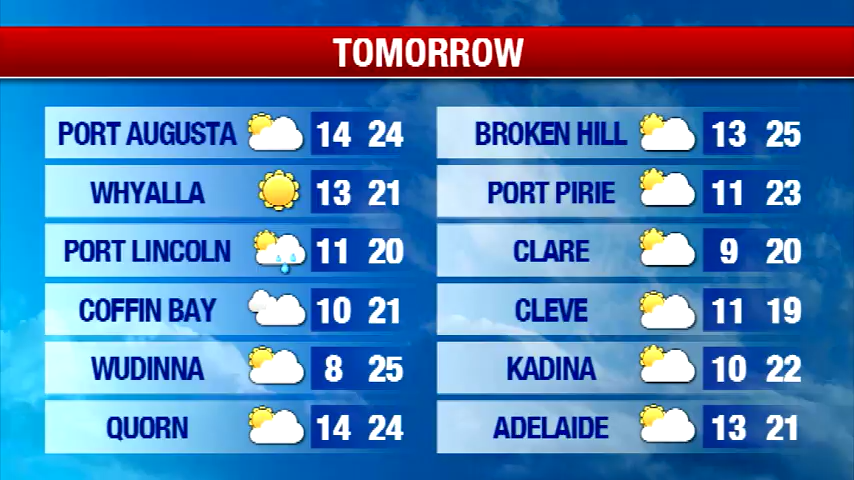 TOMORROW
PORT AUGUSTA 14 24
WHYALLA 13 21
PORT LINCOLN 11 20
COFFIN BAY 10 21
WUDINNA 8 25
QUORN 14 24
BROKEN HILL 13 25
PORT PIRIE 11 23
CLARE 9 20
CLEVE 11 19
KADINA 10 22
ADELAIDE 13 21